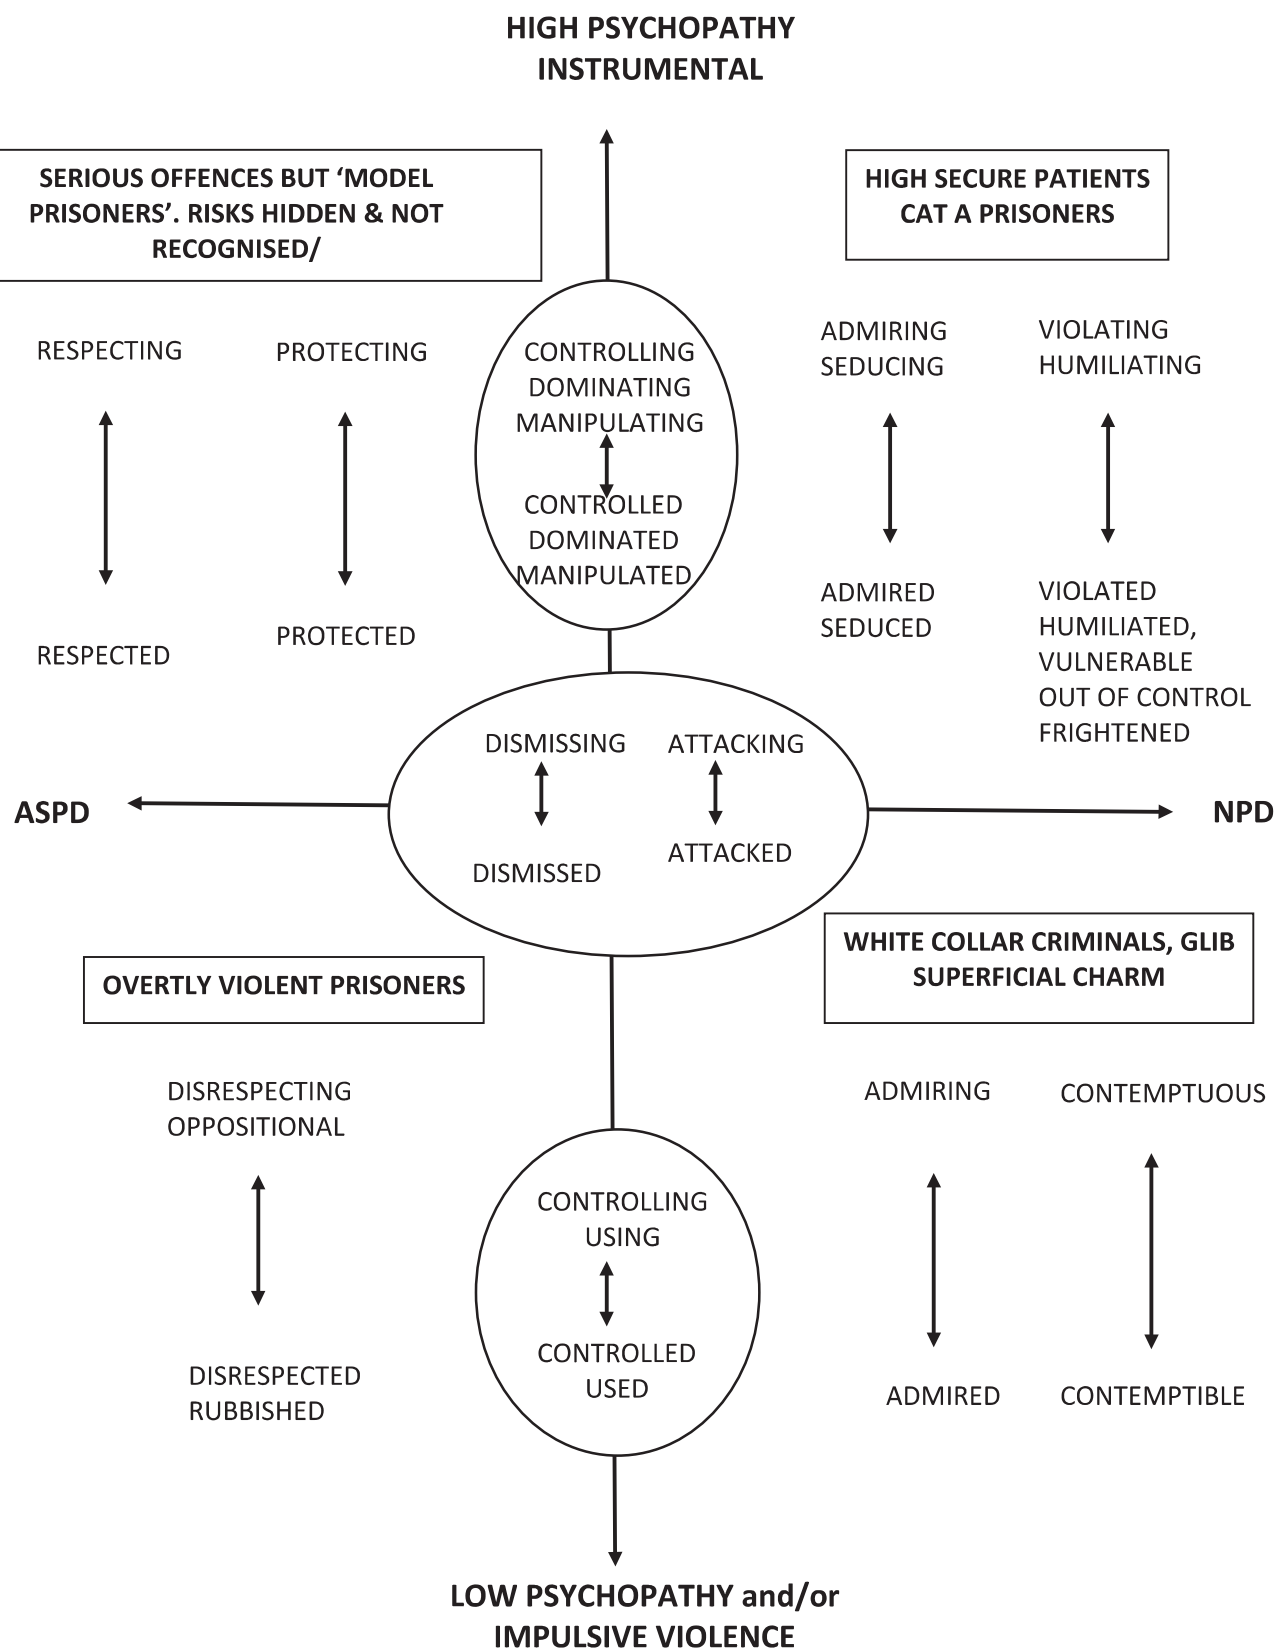 HIGH PSYCHOPATHY
INSTRUMENTAL
SERIOUS OFFENCES BUT ‘MODEL
PRISONERS’. RISKS HIDDEN & NOT
RECOGNISED/
HIGH SECURE PATIENTS
CAT A PRISONERS
RESPECTING
RESPECTED
PROTECTING
PROTECTED
CONTROLLING
DOMINATING
MANIPULATING
CONTROLLED
DOMINATED
MANIPULATED
ADMIRING
SEDUCING
ADMIRED
SEDUCED
VIOLATING
HUMILIATING
VIOLATED
HUMILIATED,
VULNERABLE
OUT OF CONTROL
FRIGHTENED
ASPD
DISMISSING
DISMISSED
ATTACKING
ATTACKED
NPD
OVERTLY VIOLENT PRISONERS
WHITE COLLAR CRIMINALS, GLIB
SUPERFICIAL CHARM
DISRESPECTING
OPPOSITIONAL
DISRESPECTED
RUBBISHED
CONTROLLING
USING
CONTROLLED
USED
ADMIRING
ADMIRED
CONTEMPTUOUS
CONTEMPTIBLE
LOW PSYCHOPATHY and/or
IMPULSIVE VIOLENCE